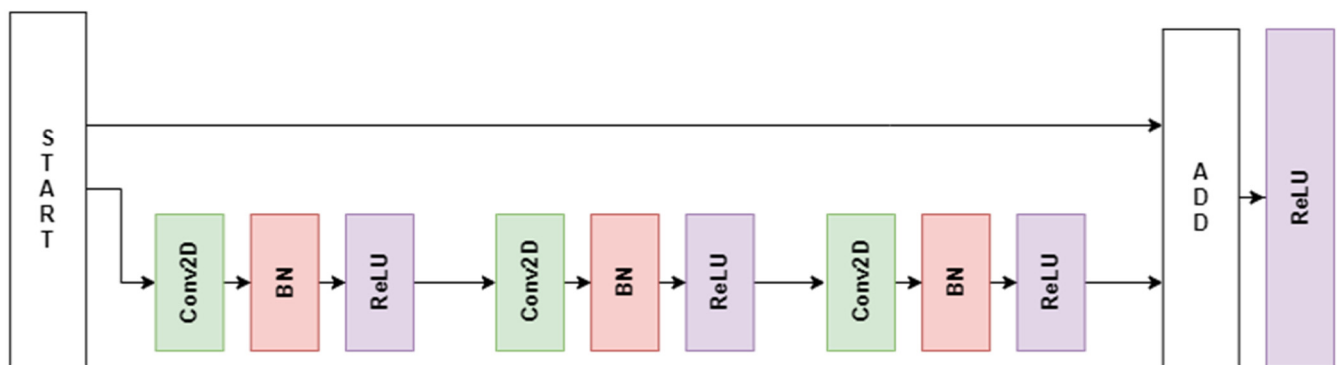 START
Conv2D
BN
ReLU
Conv2D
BN
ReLU
Conv2D
BN
ReLU
ADD
ReLU